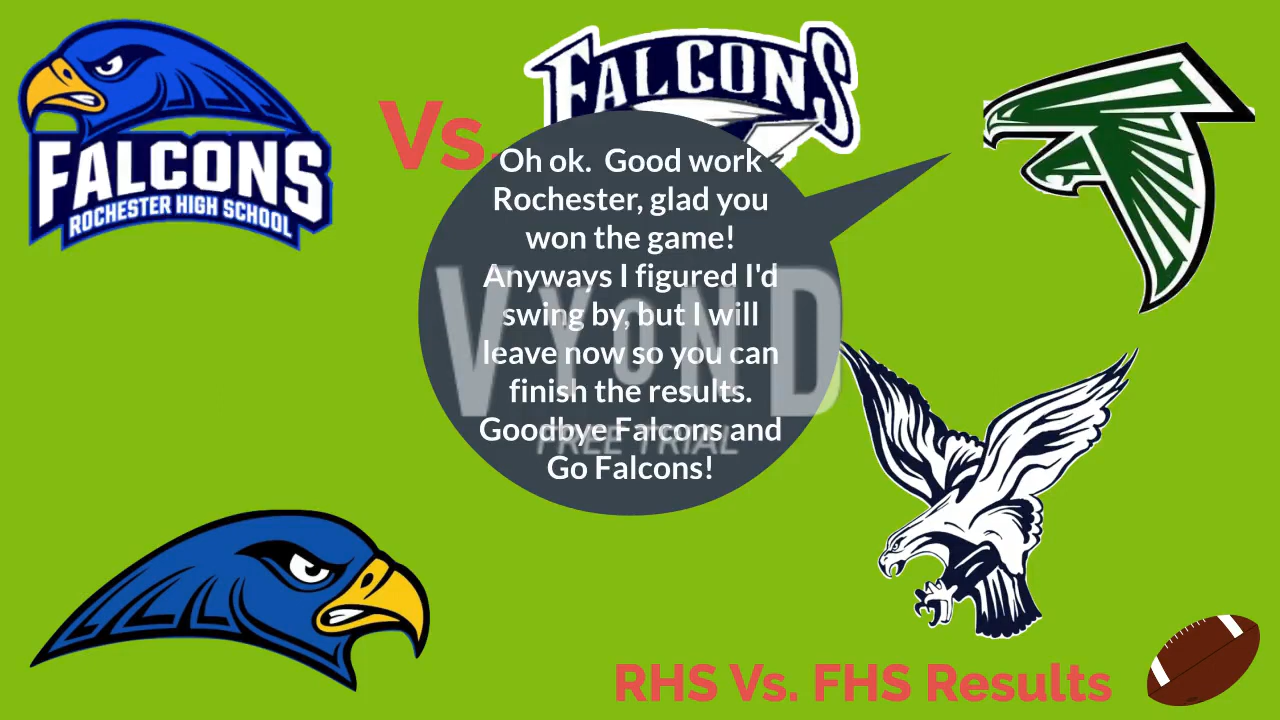 FALCONS
ROCHESTER HIGH SCHOOL
Vs.
FALCONS
Oh ok.  Good work
Rochester, glad you
won the game!
Anyways I figured I'd
swing by, but I will
leave now so you can
finish the results.
Goodbye Falcons and
Go Falcons!
VYOND
FREE TRIAL
RHS Vs. FHS Results